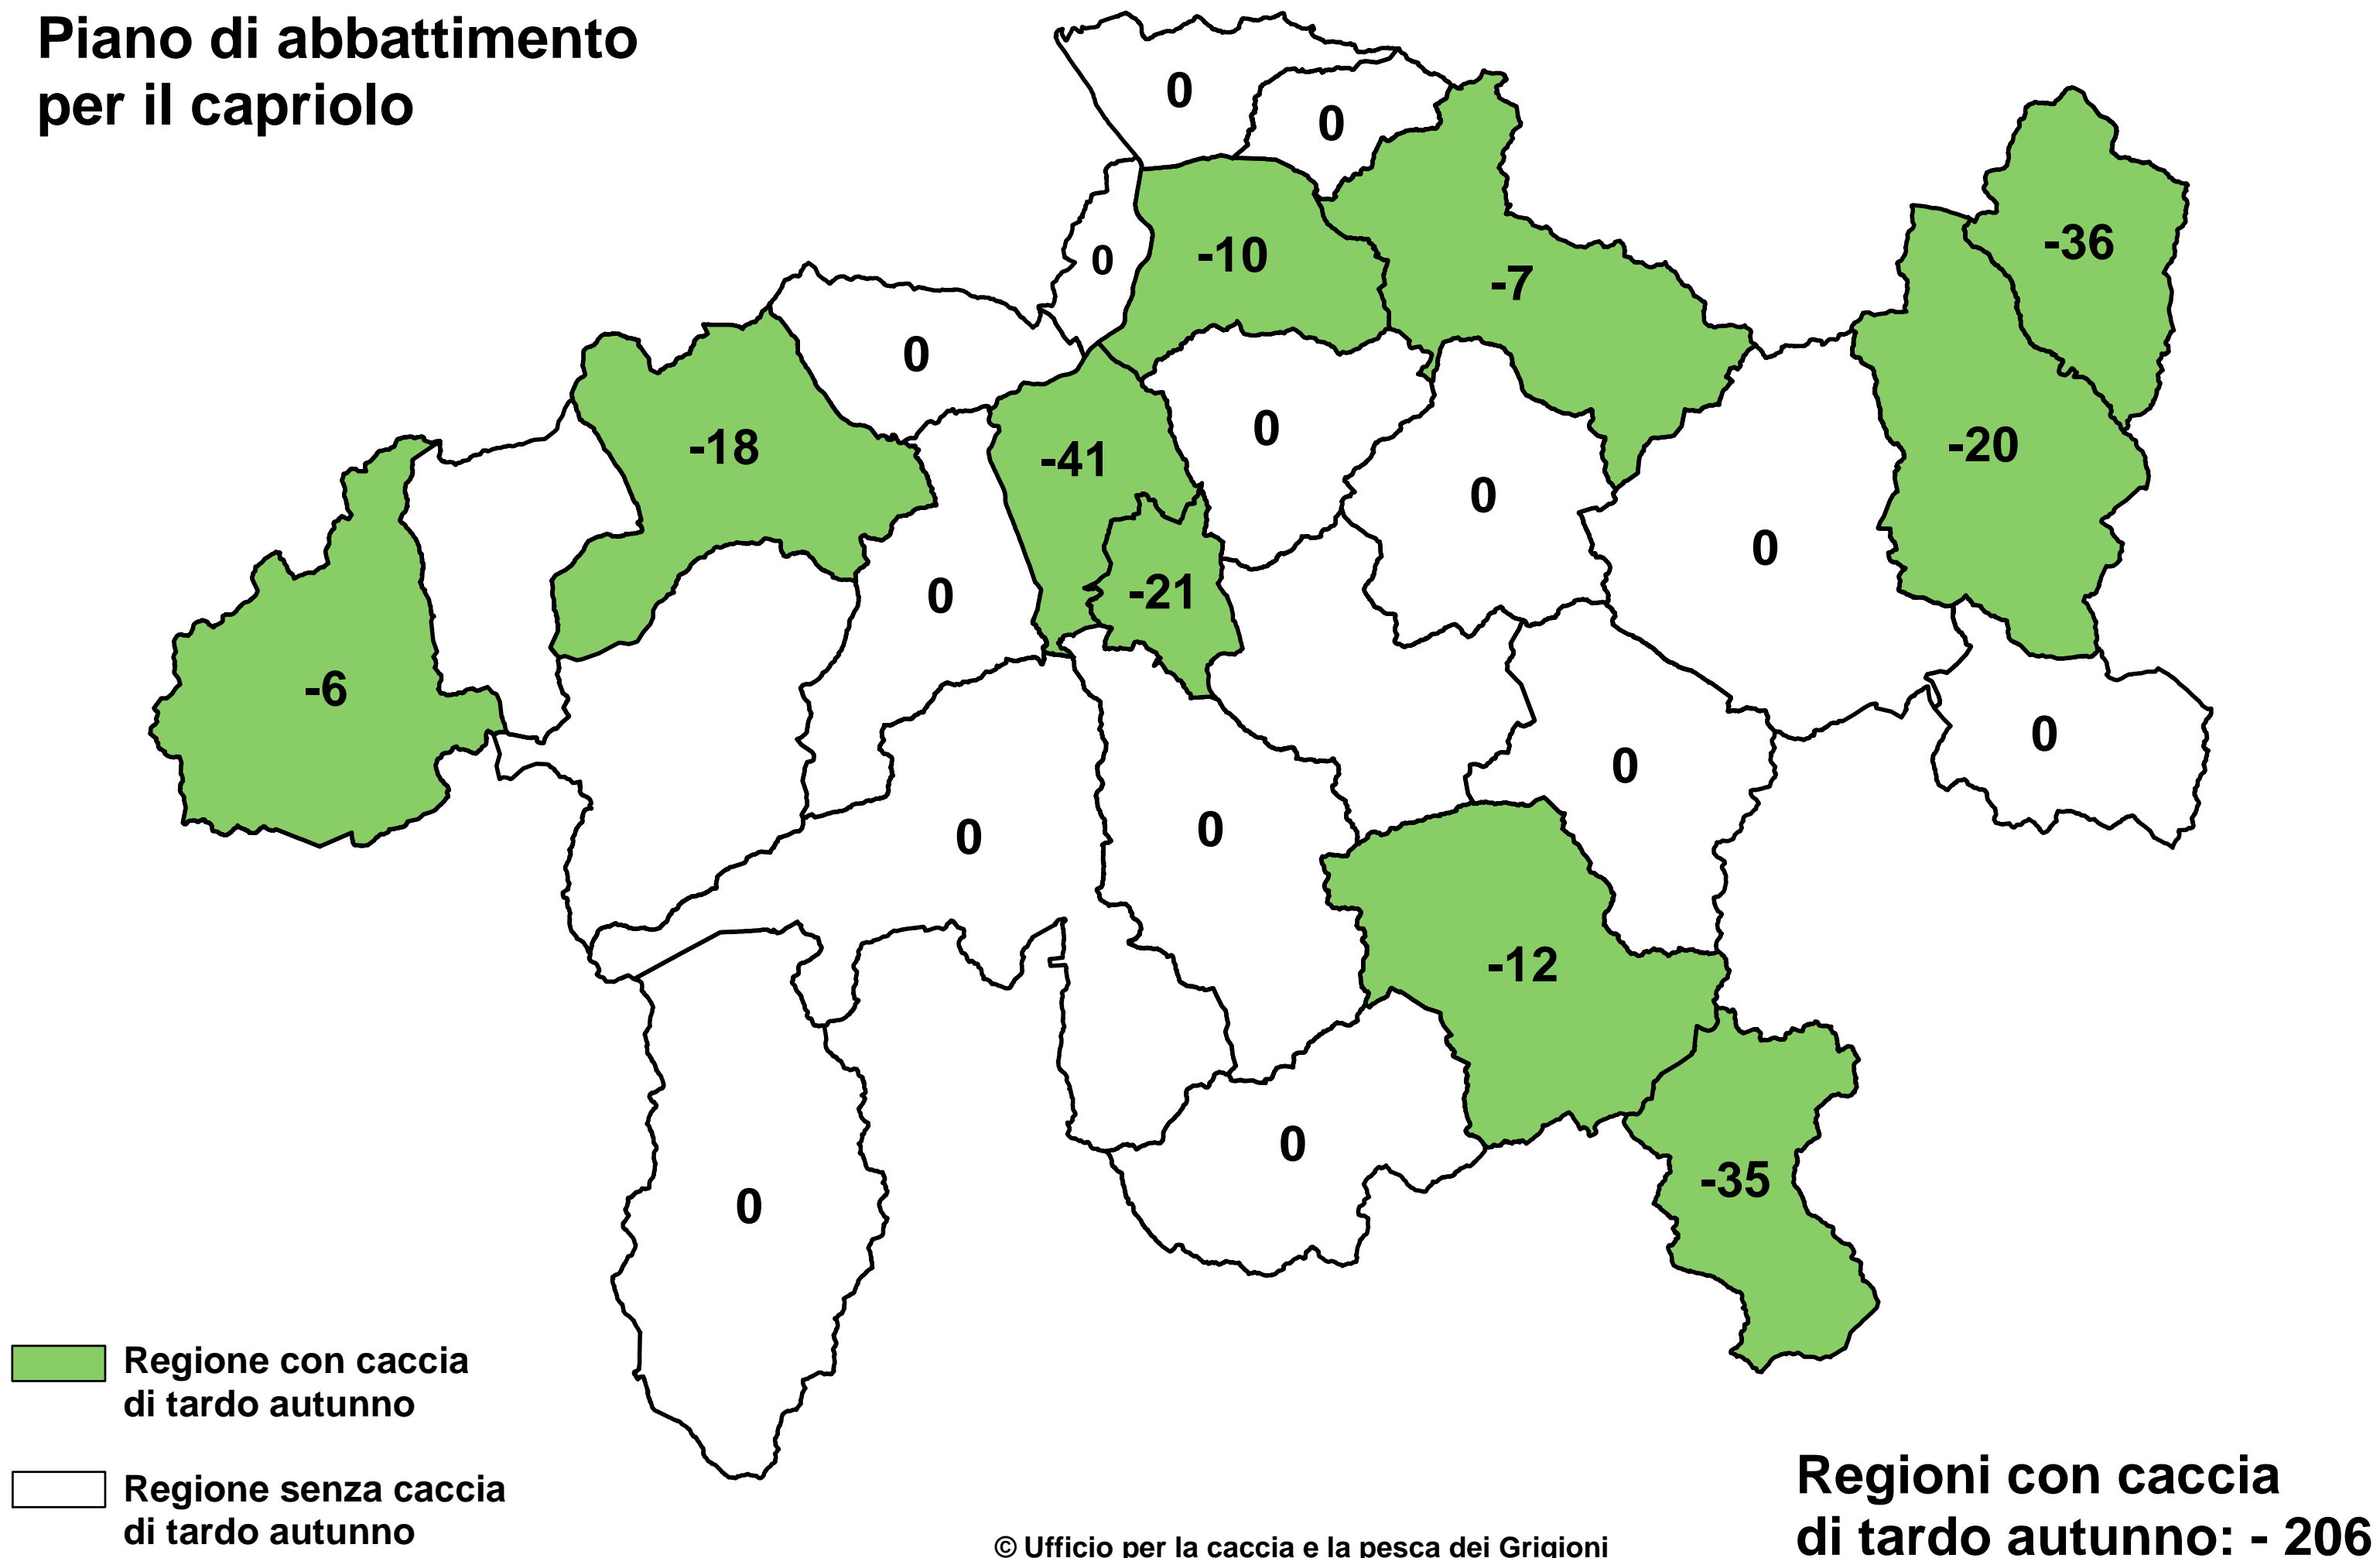 Piano di abbattimento
per il capriolo
0
0
-36
0
-10
-7
0
-18
-41
0
-20
0
0
0
-21
-6
0
0
0
0
0
-12
0
-35
0
Regione con caccia
di tardo autunno
Regione senza caccia
di tardo autunno
Regioni con caccia
di tardo autunno: - 206
© Ufficio per la caccia e la pesca dei Grigioni